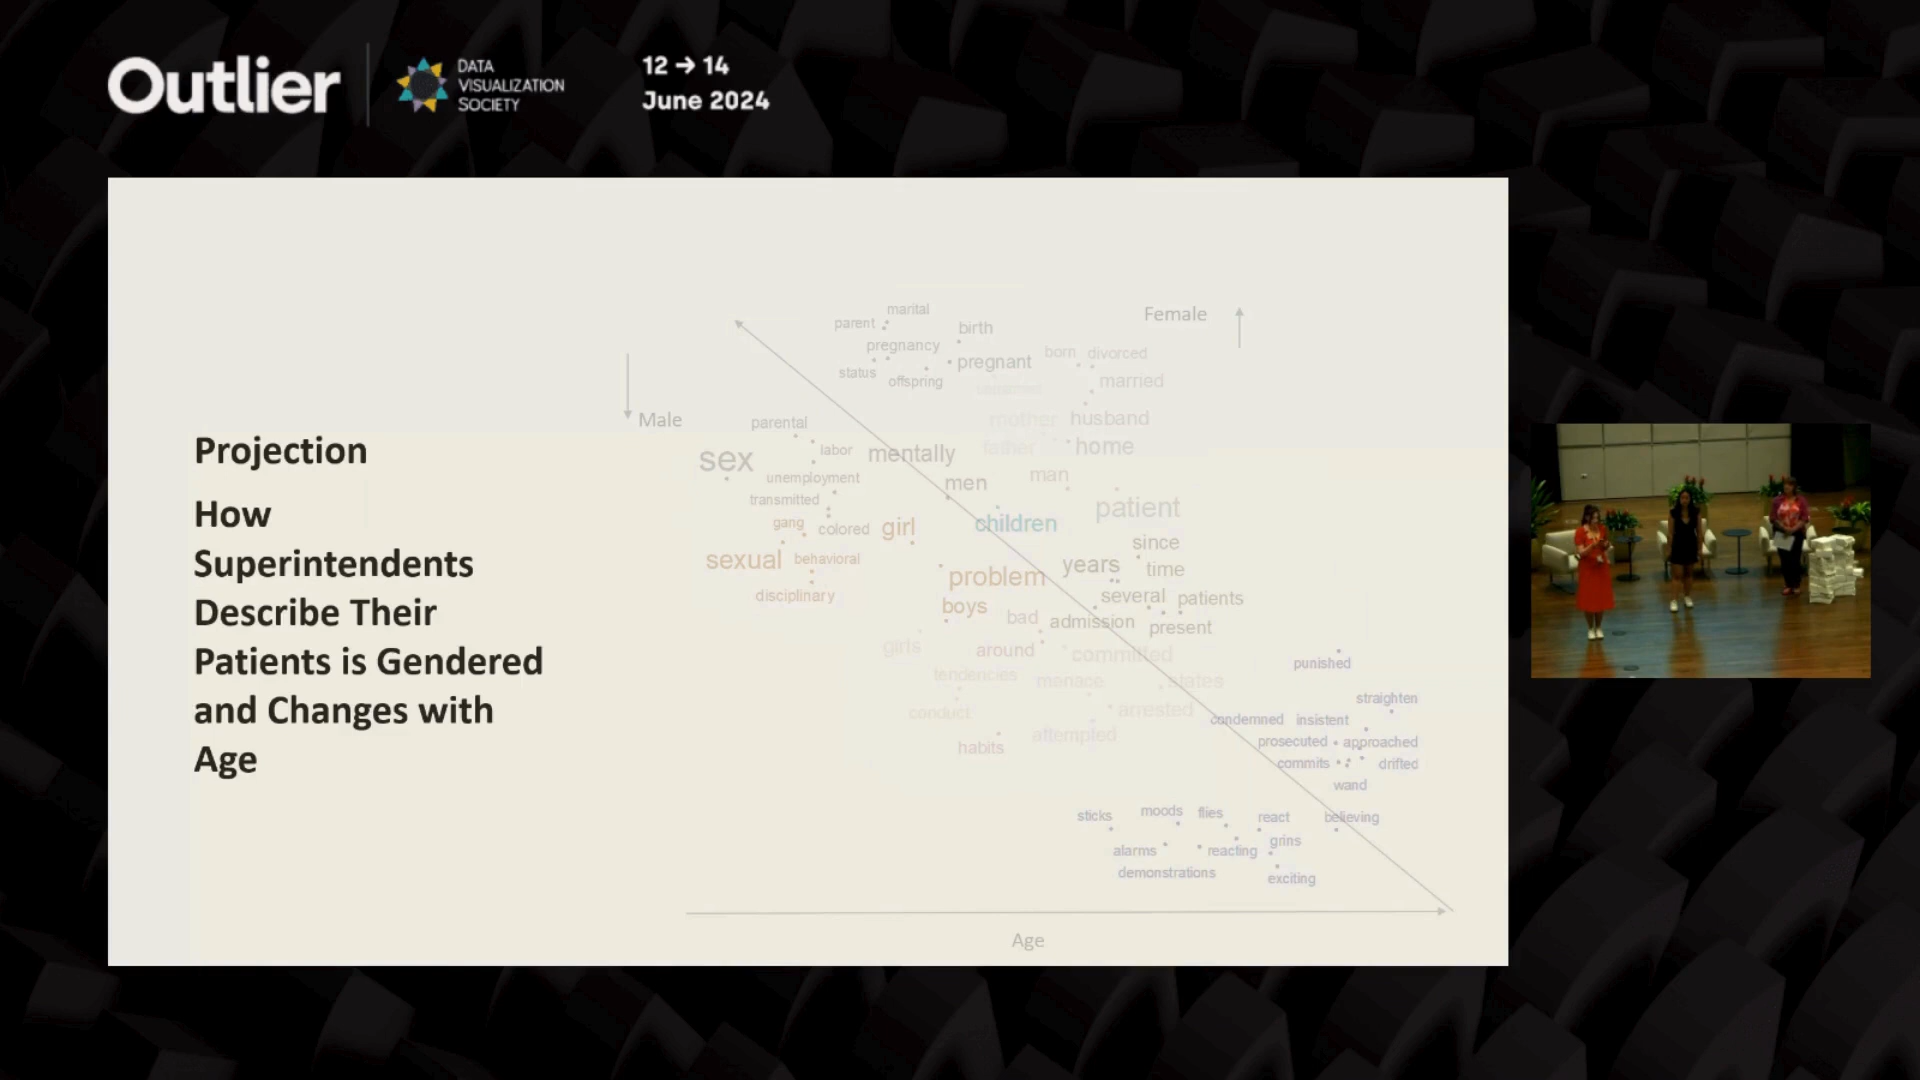 Outlier
DATA
VISUALIZATION
SOCIETY
12 → 14
June 2024
Projection
How
Superintendents
Describe Their
Patients is Gendered
and Changes with
Age
Female
Male
marital
parent
birth
pregnancy
pregnant
born
divorced
status
offspring
married
mother
husband
parental
father
home
labor
mentally
sex
unemployment
men
man
transmitted
patient
gang
colored
girl
children
since
sexual
behavioral
problem
years
time
disciplinary
boys
several
patients
bad
admission
present
girls
around
committed
punished
tendencies
menace
states
straighten
conduct
arrested
condemned
insistent
habits
attempted
prosecuted
approached
commits
drifted
wand
sticks
moods
flies
react
believing
alarms
reacting
grins
demonstrations
exciting
Age